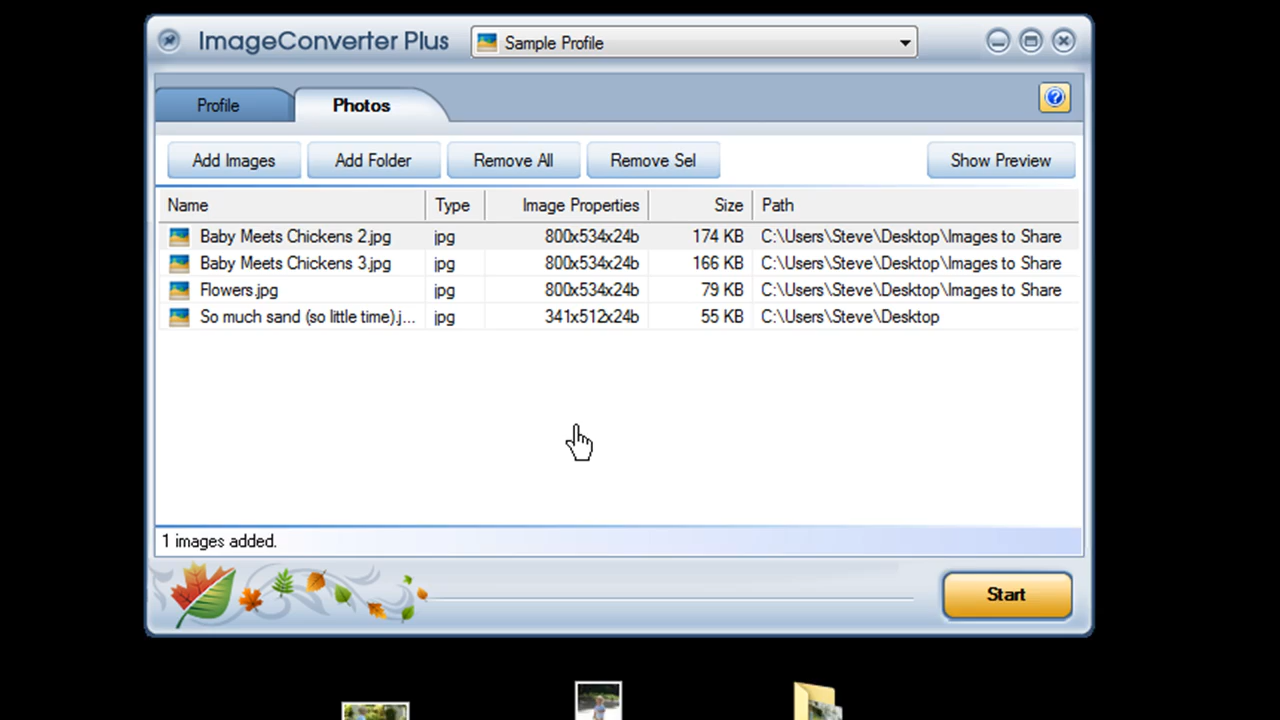 ImageConverter Plus
Sample Profile
Profile
Photos
Add Images
Add Folder
Remove All
Remove Sel
Show Preview
Name Type Image Properties Size Path
Baby Meets Chickens 2.jpg jpg 800x534x24b 174 KB C:\Users\Steve\Desktop\Images to Share
Baby Meets Chickens 3.jpg jpg 800x534x24b 166 KB C:\Users\Steve\Desktop\Images to Share
Flowers.jpg jpg 800x534x24b 79 KB C:\Users\Steve\Desktop\Images to Share
So much sand (so little time).j... jpg 341x512x24b 55 KB C:\Users\Steve\Desktop
1 images added.
Start